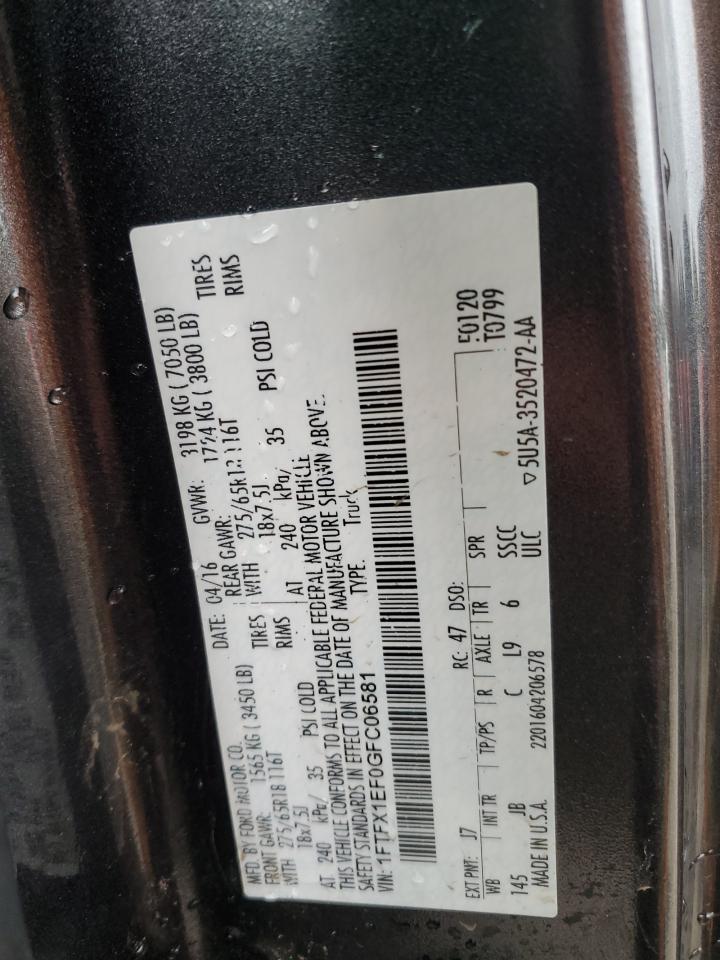 MFD. BY FORD MOTOR CO.
DATE: 04/16 GVWR: 3198 KG ( 7050 LB)
FRONT GAWR: 1565 KG ( 3450 LB) REAR GAWR: 1724 KG ( 3800 LB)
WITH 275/65R18 116T TIRES WITH 275/65R18 116T TIRES
18x7.5J RIMS 18x7.5J RIMS
AT 240 kPa/ 35 PSI COLD AT 240 kPa/ 35 PSI COLD
THIS VEHICLE CONFORMS TO ALL APPLICABLE FEDERAL MOTOR VEHICLE
SAFETY STANDARDS IN EFFECT ON THE DATE OF MANUFACTURE SHOWN ABOVE.
VIN: 1FTFX1EF0GFC06581 TYPE: Truck
EXT PNT: J7 RC: 47 DSO: F0120
WB INT TR TP/PS R AXLE TR SPR T0799
145 JB C L9 6 SSCC
MADE IN U.S.A. 2201604206578 ULC ▽5U5A-3520472-AA